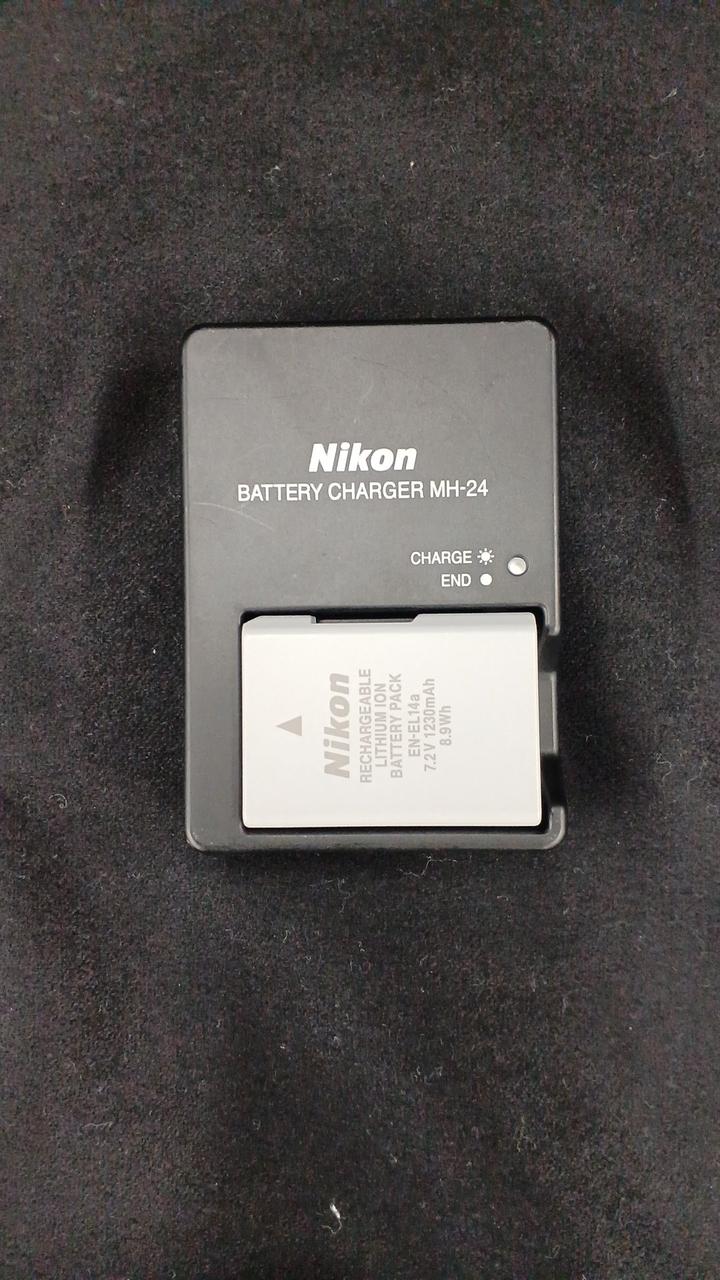 Nikon
BATTERY CHARGER MH-24
CHARGE
END
Nikon
RECHARGEABLE
LITHIUM ION
BATTERY PACK
EN-EL14a
7.2V 1230mAh
8.9Wh